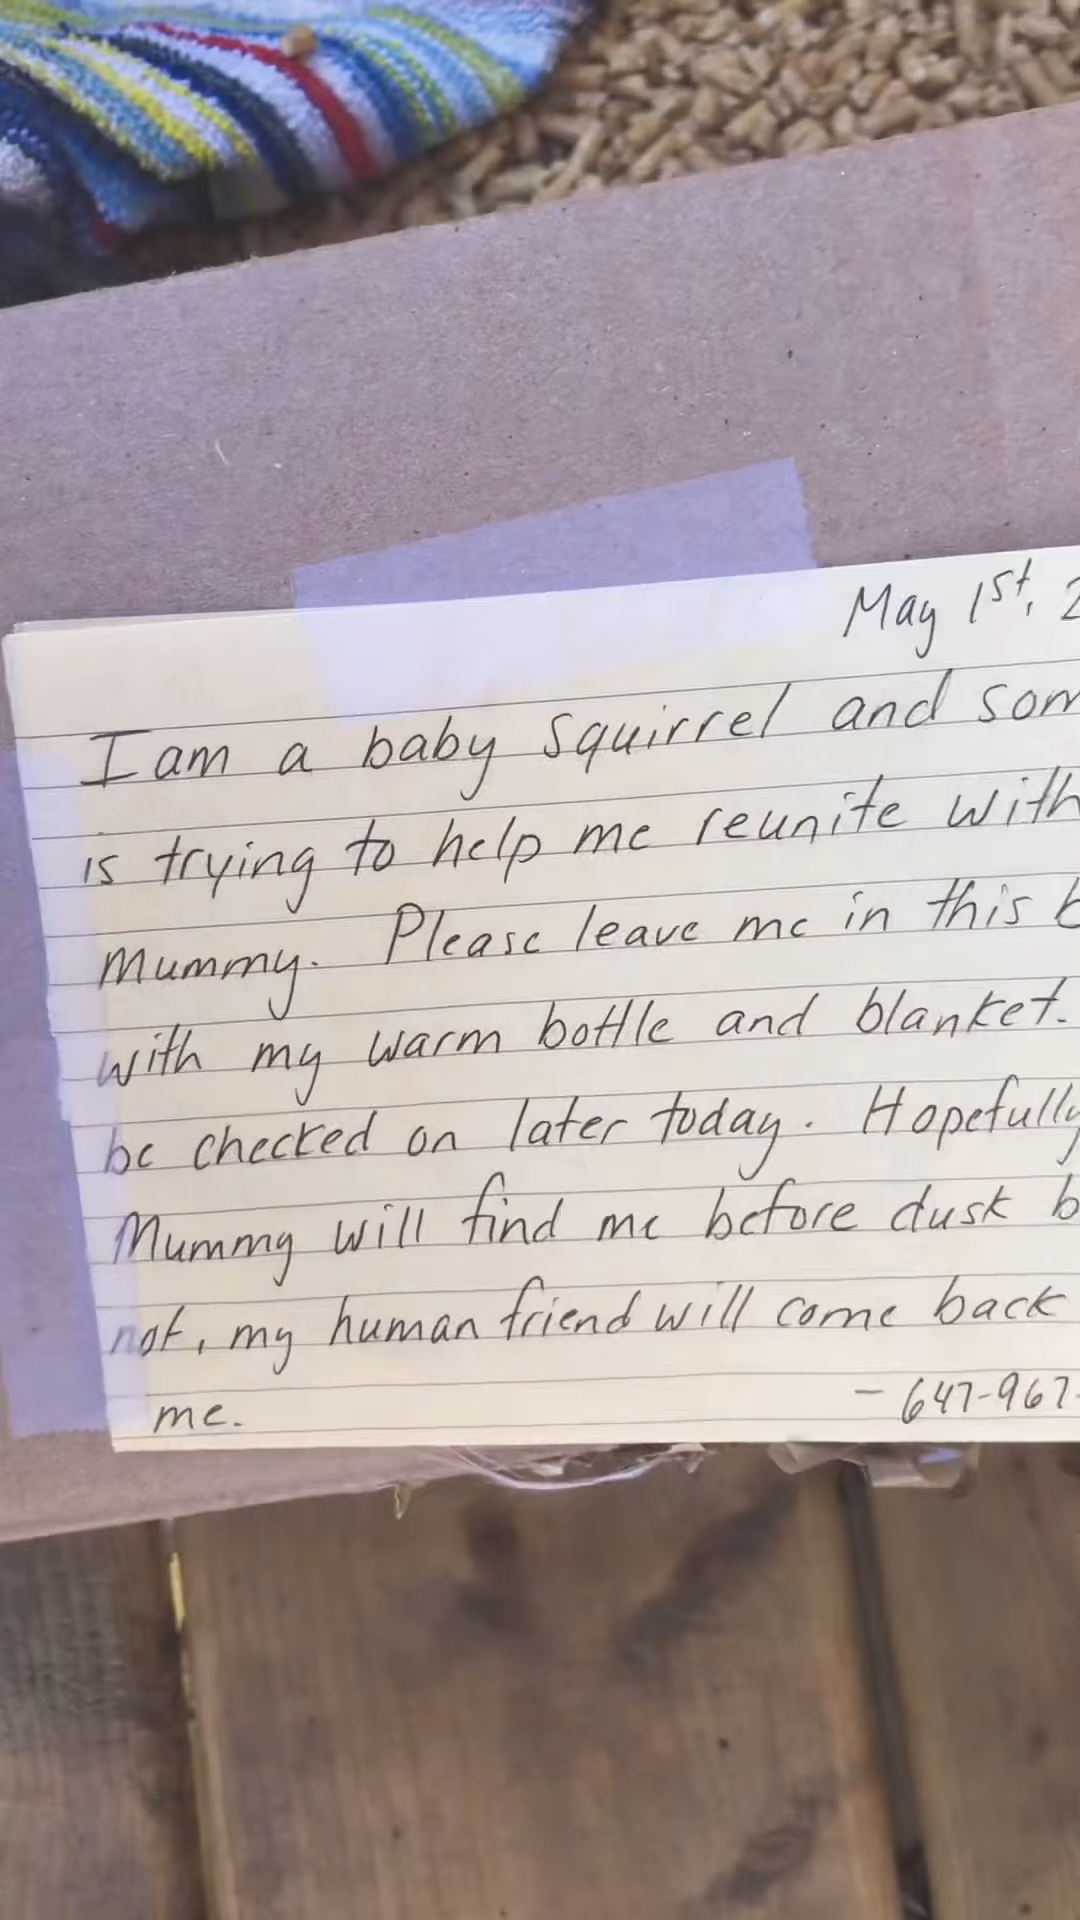 May 1st, 2
I am a baby squirrel and som
is trying to help me reunite with
Mummy. Please leave me in this b
with my warm bottle and blanket.
be checked on later today. Hopefully
Mummy will find me before dusk b
not, my human friend will come back
me.
- 647-967-